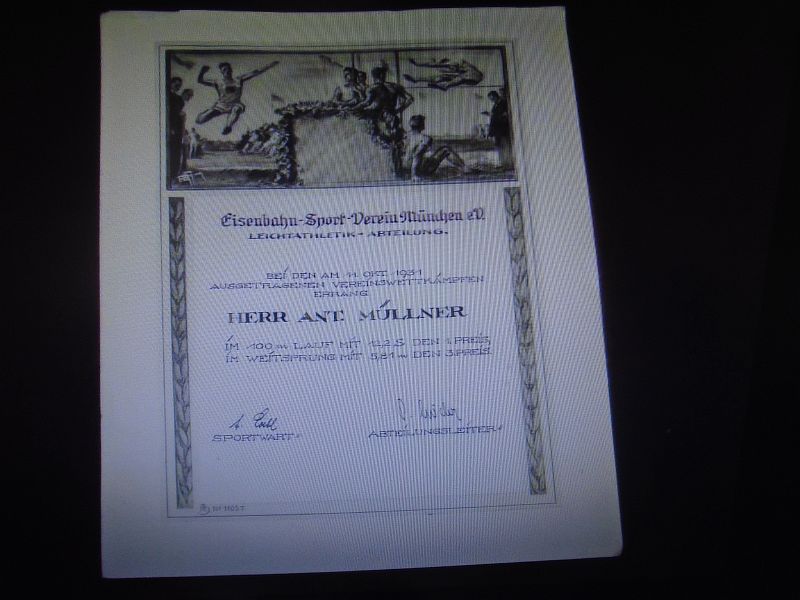 Eisenbahn-Sport-Verein München e.V.
LEICHTATHLETIK-ABTEILUNG.
BEI DEN AM 11. OKT. 1931
AUSGETRAGENEN VEREINSWETTKÄMPFEN
ERRANG
HERR ANT. MÜLLNER
IM 100 m LAUF MIT 12,2 S DEN 1. PREIS,
IM WEITSPRUNG MIT 5,81 m DEN 3. PREIS.
SPORTWART
ABTEILUNGSLEITER